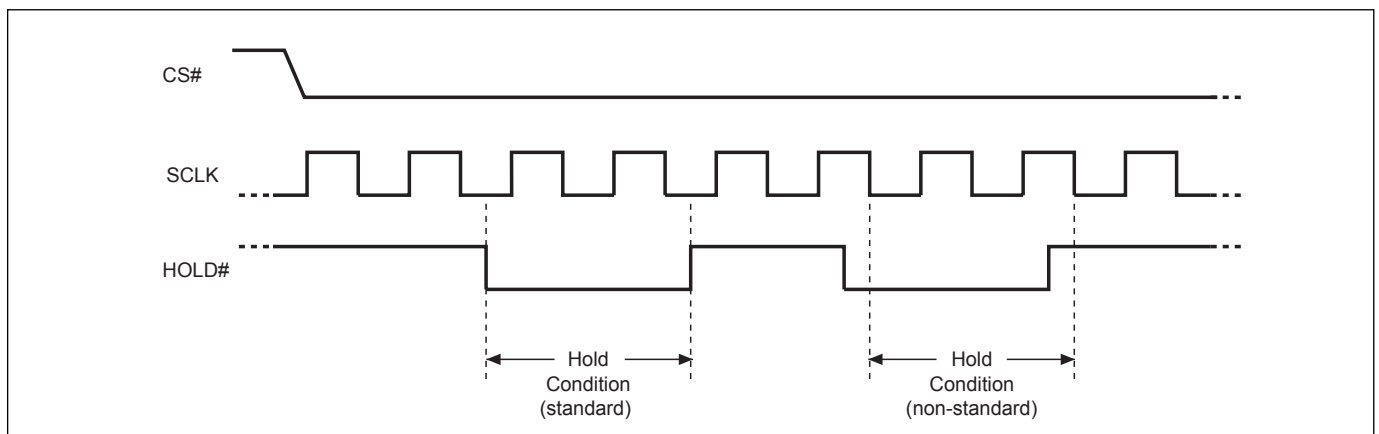 CS#
SCLK
HOLD#
Hold
Condition
(standard)
Hold
Condition
(non-standard)